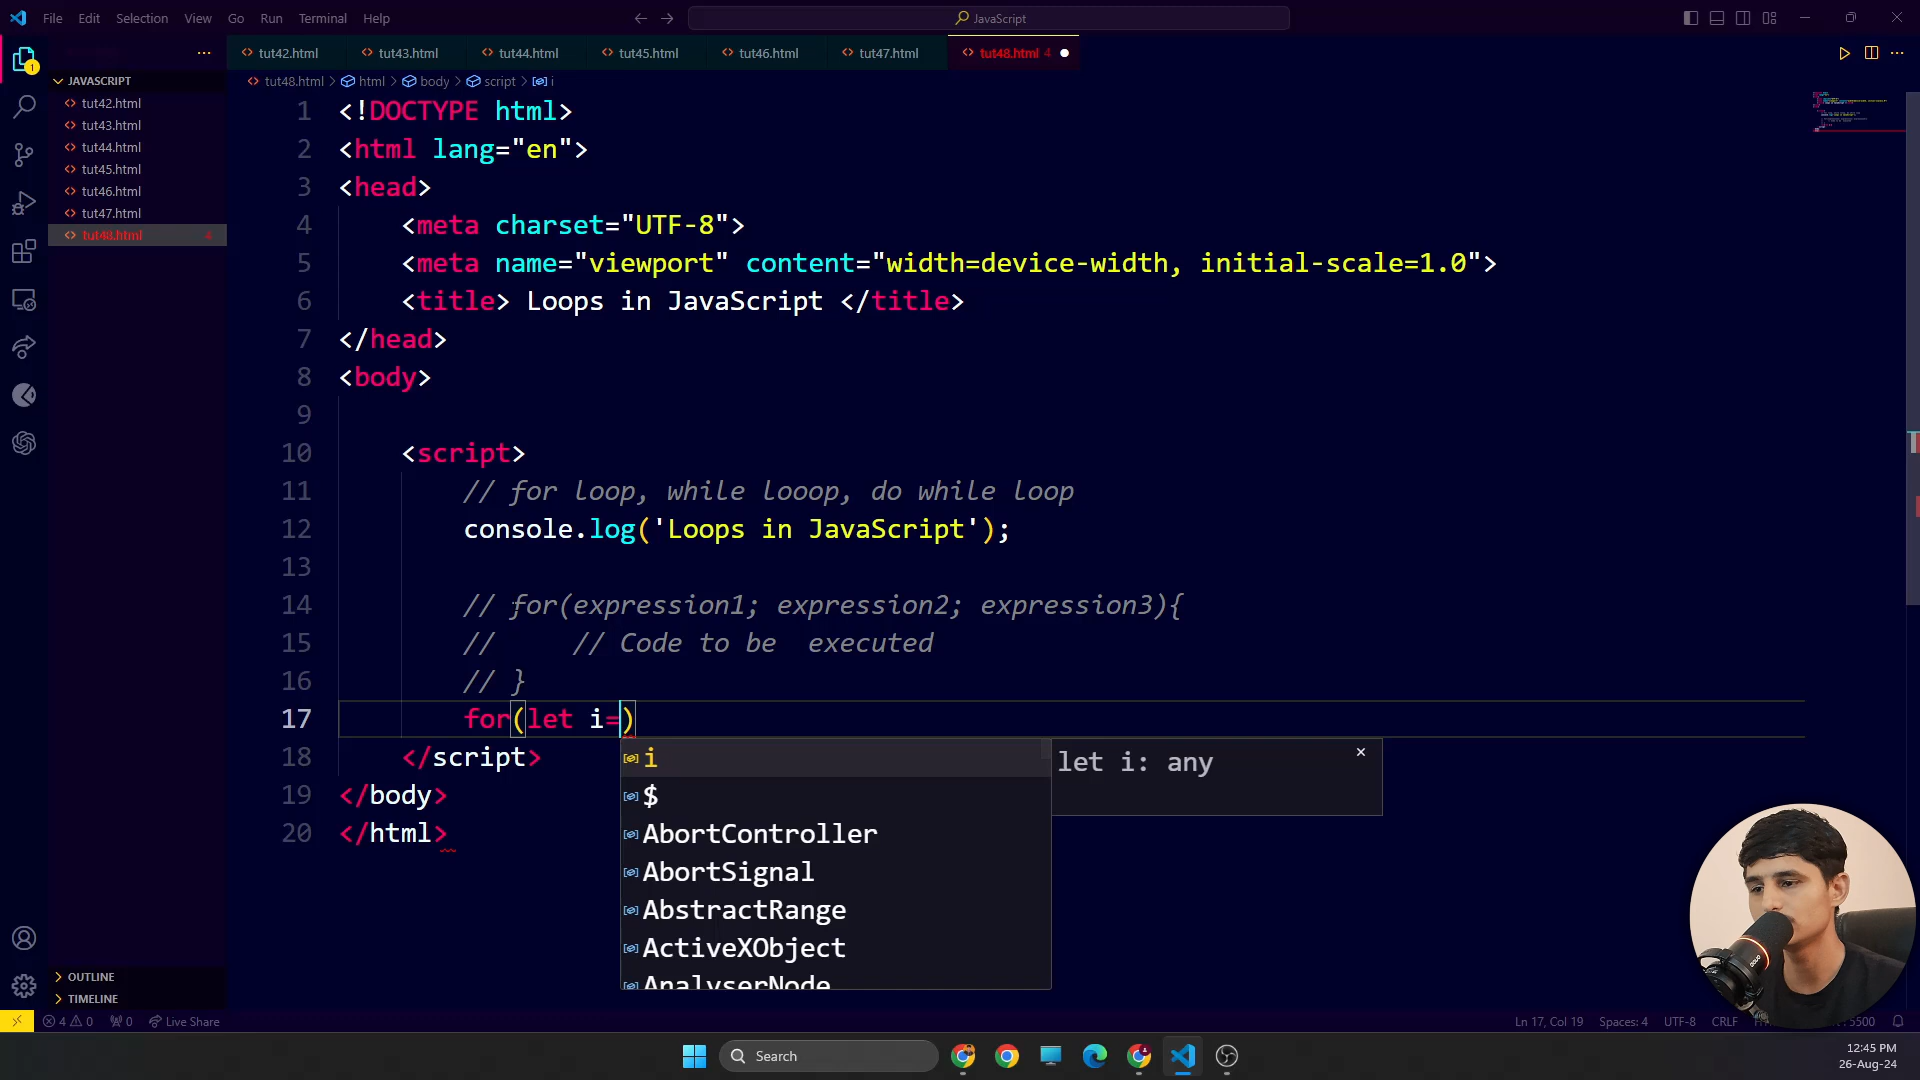 File Edit Selection View Go Run Terminal Help
JavaScript
tut42.html tut43.html tut44.html tut45.html tut46.html tut47.html tut48.html 4
JAVASCRIPT
tut42.html
tut43.html
tut44.html
tut45.html
tut46.html
tut47.html
tut48.html 4
tut48.html > html > body > script > i
1 <!DOCTYPE html>
2 <html lang="en">
3 <head>
4 <meta charset="UTF-8">
5 <meta name="viewport" content="width=device-width, initial-scale=1.0">
6 <title> Loops in JavaScript </title>
7 </head>
8 <body>
9
10 <script>
11 // for loop, while looop, do while loop
12 console.log('Loops in JavaScript');
13
14 // for(expression1; expression2; expression3){
15 // // Code to be executed
16 // }
17 for(let i=)
18 </script>
19 </body>
20 </html>
i
$
AbortController
AbortSignal
AbstractRange
ActiveXObject
AnalyserNode
let i: any
OUTLINE
TIMELINE
4 0 0 Live Share
Ln 17, Col 19 Spaces: 4 UTF-8 CRLF 5500
Search
12:45 PM
26-Aug-24